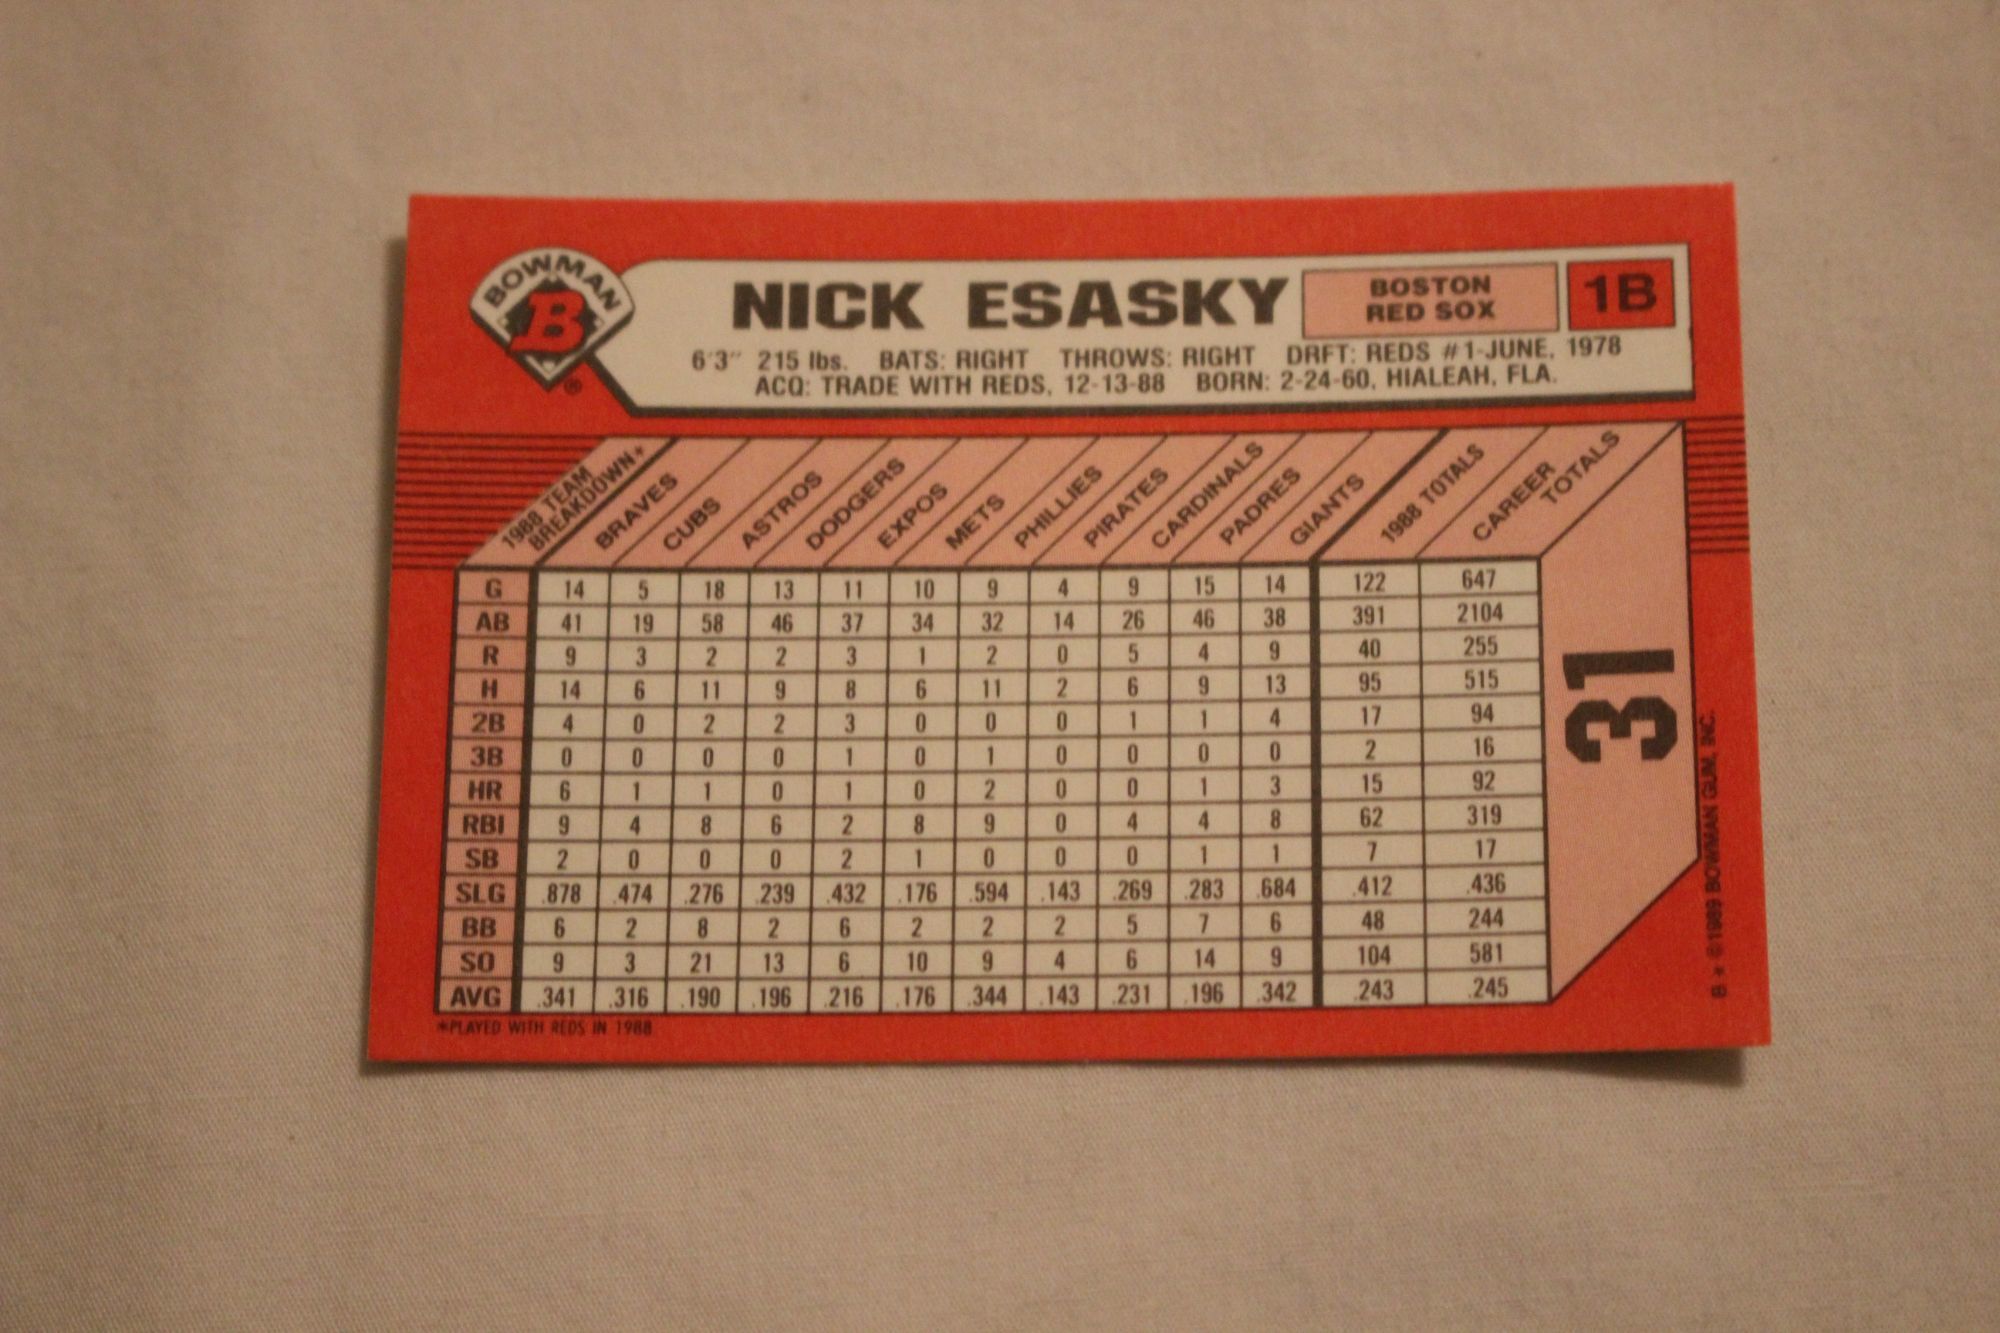 BOWMAN
B
®
NICK ESASKY
BOSTON
RED SOX
1B
6'3" 215 lbs. BATS: RIGHT THROWS: RIGHT DRFT: REDS #1-JUNE, 1978
ACQ: TRADE WITH REDS, 12-13-88 BORN: 2-24-60, HIALEAH, FLA.
1988 TEAM BREAKDOWN* BRAVES CUBS ASTROS DODGERS EXPOS METS PHILLIES PIRATES CARDINALS PADRES GIANTS 1988 TOTALS CAREER TOTALS
G 14 5 18 13 11 10 9 4 9 15 14 122 647
AB 41 19 58 46 37 34 32 14 26 46 38 391 2104
R 9 3 2 2 3 1 2 0 5 4 9 40 255
H 14 6 11 9 8 6 11 2 6 9 13 95 515
2B 4 0 2 2 3 0 0 0 1 1 4 17 94
3B 0 0 0 0 1 0 1 0 0 0 0 2 16
HR 6 1 1 0 1 0 2 0 0 1 3 15 92
RBI 9 4 8 6 2 8 9 0 4 4 8 62 319
SB 2 0 0 0 2 1 0 0 0 1 1 7 17
SLG .878 .474 .276 .239 .432 .176 .594 .143 .269 .283 .684 .412 .436
BB 6 2 8 2 6 2 2 2 5 7 6 48 244
SO 9 3 21 13 6 10 9 4 6 14 9 104 581
AVG .341 .316 .190 .196 .216 .176 .344 .143 .231 .196 .342 .243 .245
*PLAYED WITH REDS IN 1988
31
B* ©1989 BOWMAN GUM, INC.